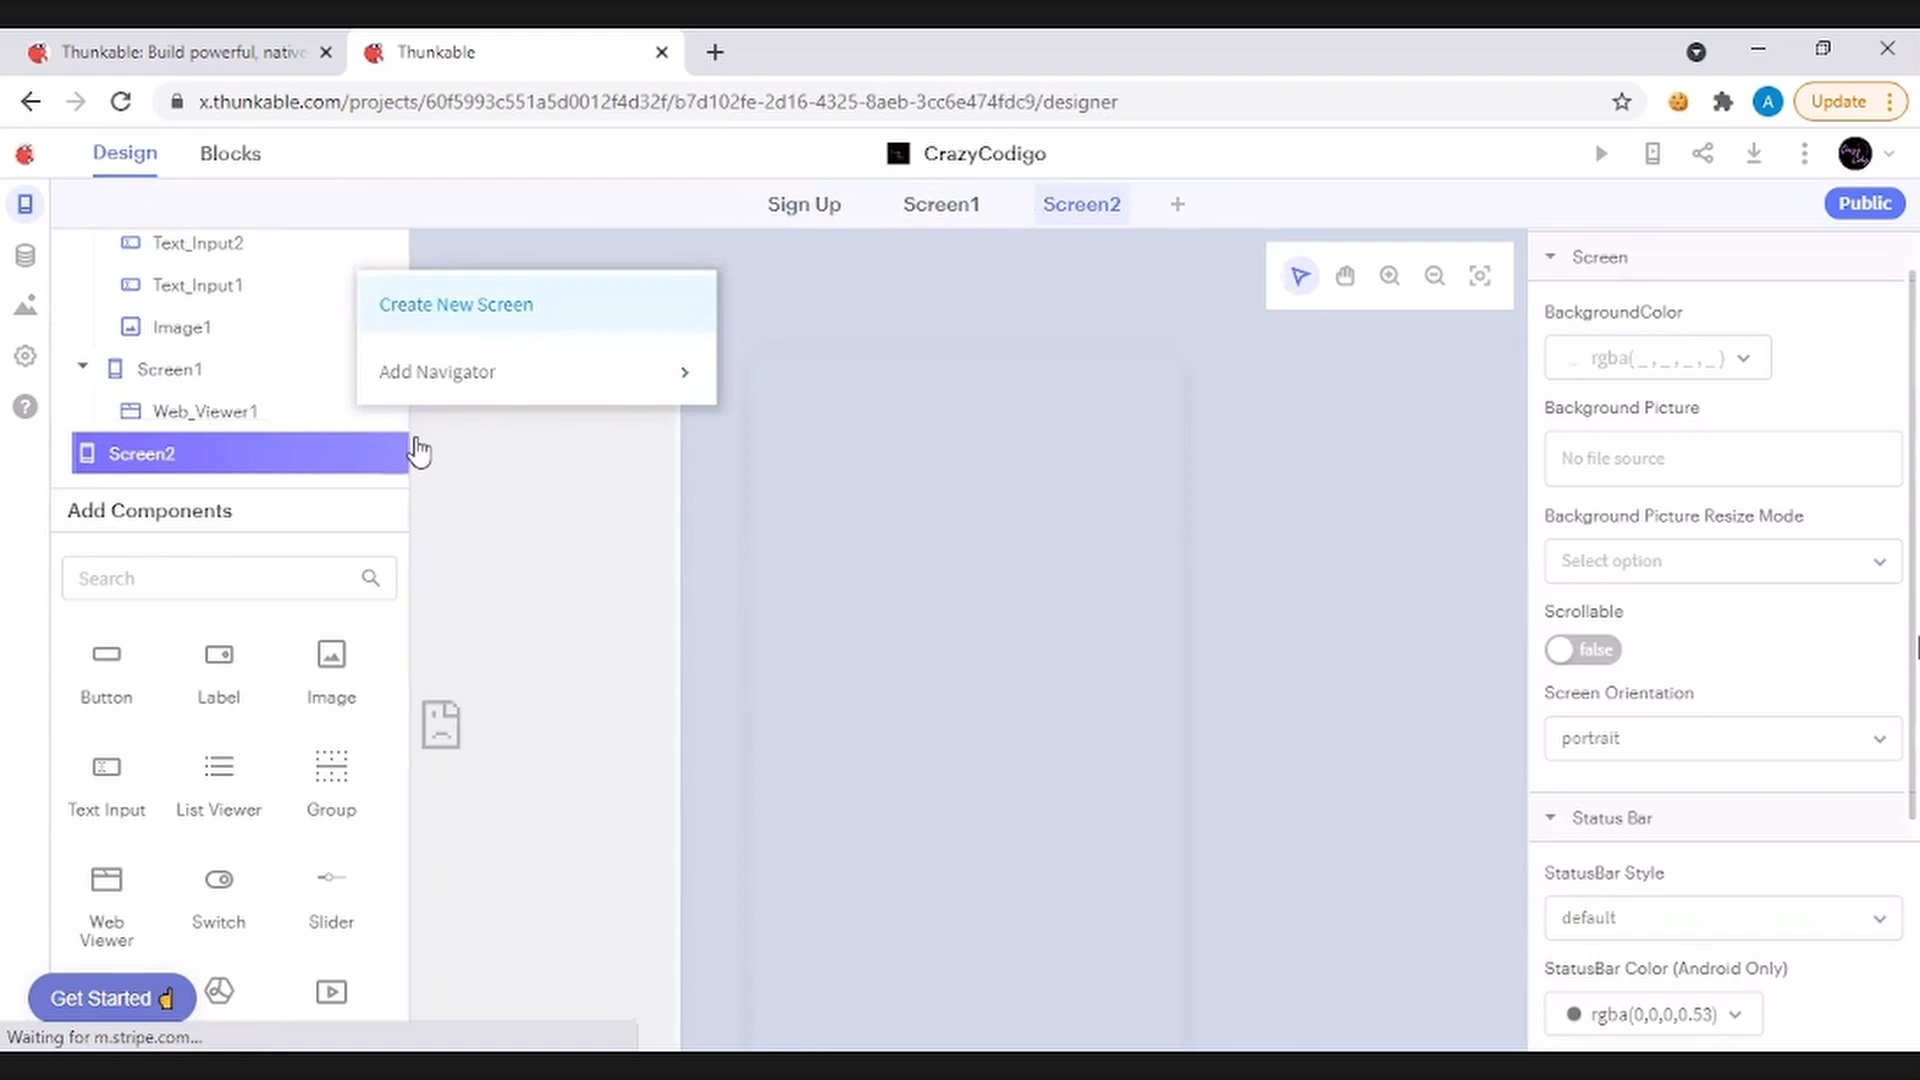 Thunkable: Build powerful, native
Thunkable
x.thunkable.com/projects/60f5993c551a5d0012f4d32f/b7d102fe-2d16-4325-8aeb-3cc6e474fdc9/designer
A
Update
Design
Blocks
CrazyCodigo
Sign Up
Screen1
Screen2
Public
Text_Input2
Text_Input1
Image1
Screen1
Web_Viewer1
Screen2
Create New Screen
Add Navigator
Add Components
Search
Button
Label
Image
Text Input
List Viewer
Group
Web
Viewer
Switch
Slider
Get Started
Waiting for m.stripe.com...
Screen
BackgroundColor
rgba(_,_,_,_)
Background Picture
No file source
Background Picture Resize Mode
Select option
Scrollable
false
Screen Orientation
portrait
Status Bar
StatusBar Style
default
StatusBar Color (Android Only)
rgba(0,0,0,0.53)